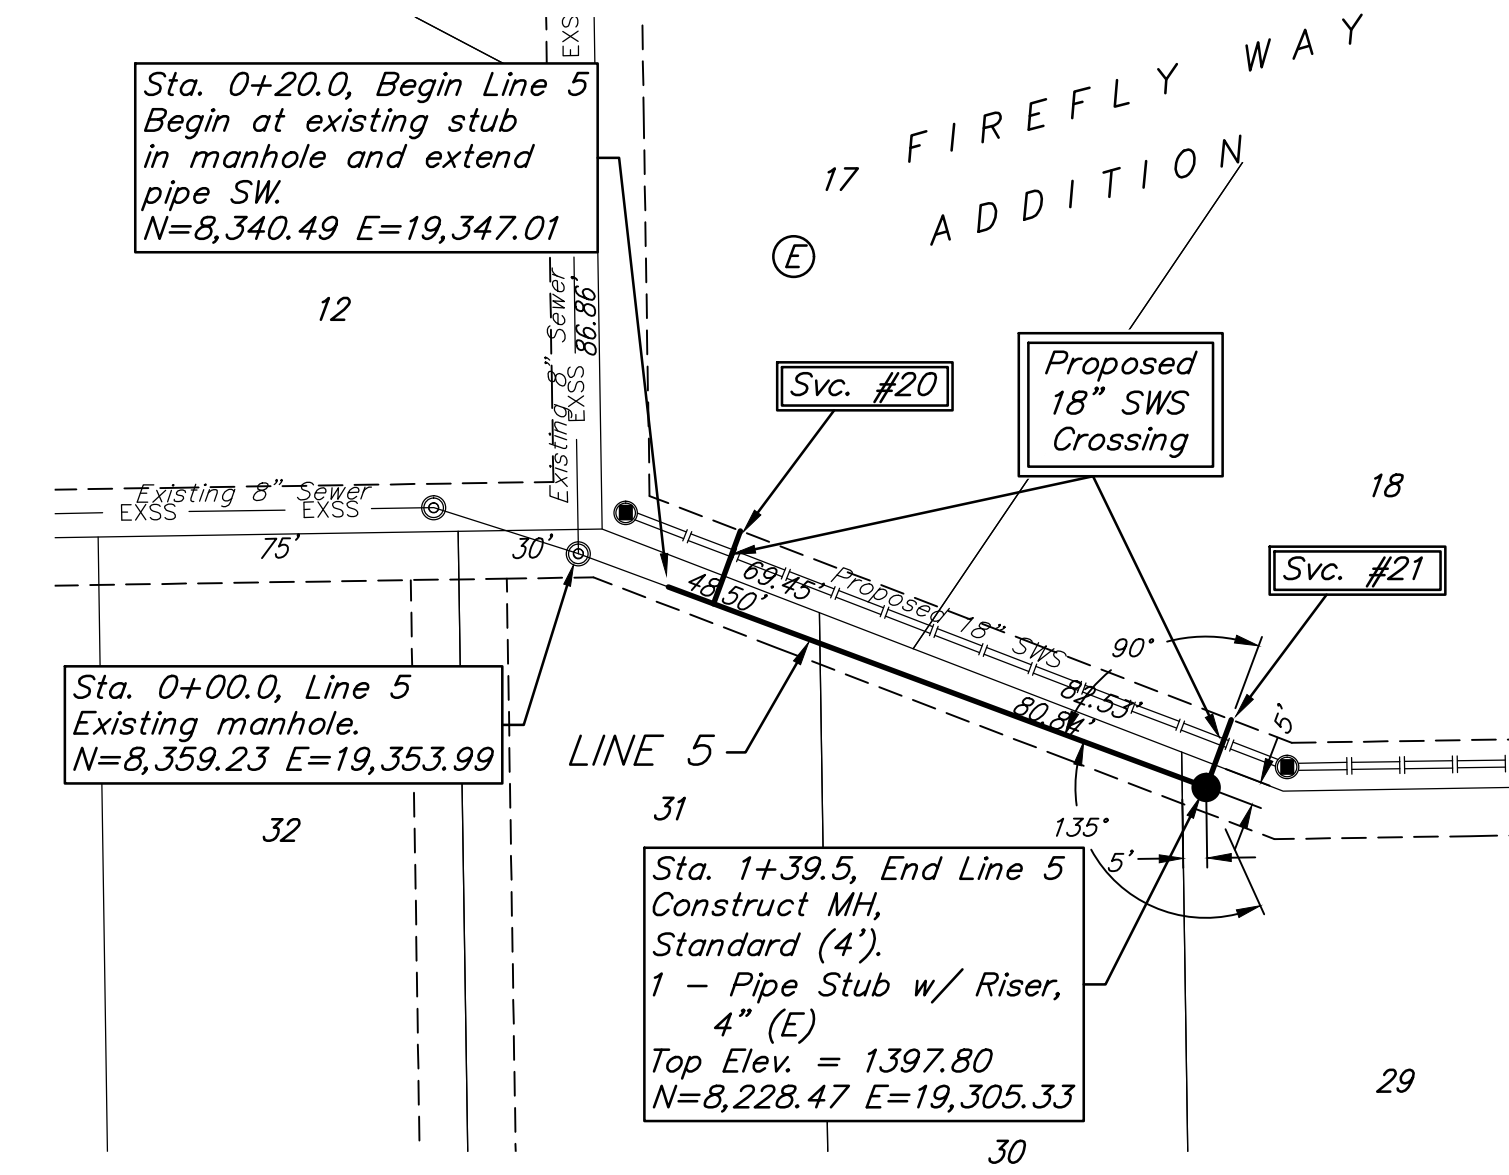 EXSS
Sta. 0+20.0, Begin Line 5
Begin at existing stub
in manhole and extend
pipe SW.
N=8,340.49 E=19,347.01
FIREFLY WAY
ADDITION
17
E
12
Existing 8" Sewer
EXSS
86.86'
Svc. #20
Proposed
18" SWS
Crossing
18
Existing 8" Sewer
EXSS
EXSS
75'
30'
Svc. #21
48.50'
69.45'
Proposed 18" SWS
90°
82.53'
80.84'
5'
Sta. 0+00.0, Line 5
Existing manhole.
N=8,359.23 E=19,353.99
LINE 5
31
32
135°
5'
Sta. 1+39.5, End Line 5
Construct MH,
Standard (4').
1 - Pipe Stub w/ Riser,
4" (E)
Top Elev. = 1397.80
N=8,228.47 E=19,305.33
29
30